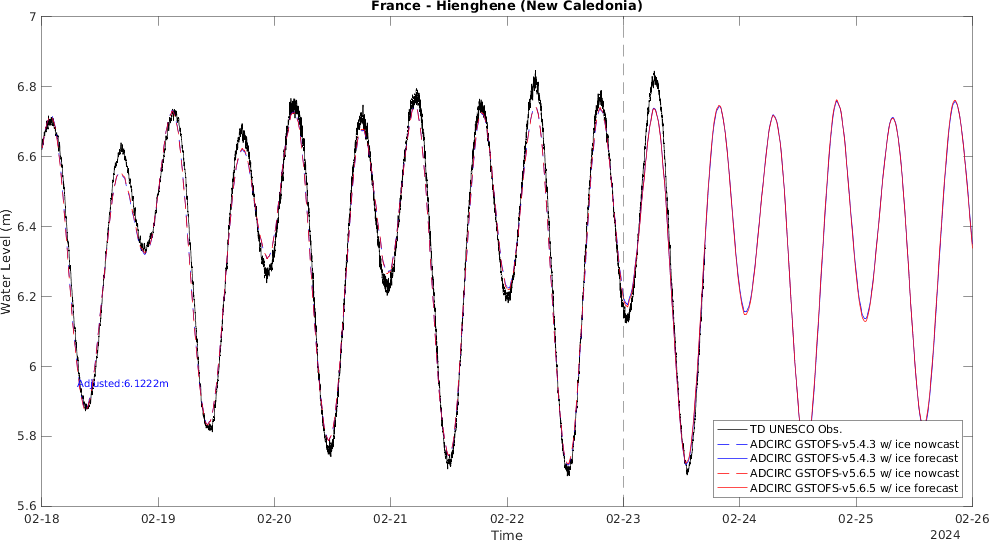 France - Hienghene (New Caledonia)
7
6.8
6.6
6.4
6.2
6
5.8
5.6
Water Level (m)
Adjusted:6.1222m
TD UNESCO Obs.
ADCIRC GSTOFS-v5.4.3 w/ ice nowcast
ADCIRC GSTOFS-v5.4.3 w/ ice forecast
ADCIRC GSTOFS-v5.6.5 w/ ice nowcast
ADCIRC GSTOFS-v5.6.5 w/ ice forecast
02-18 02-19 02-20 02-21 02-22 02-23 02-24 02-25 02-26
Time
2024